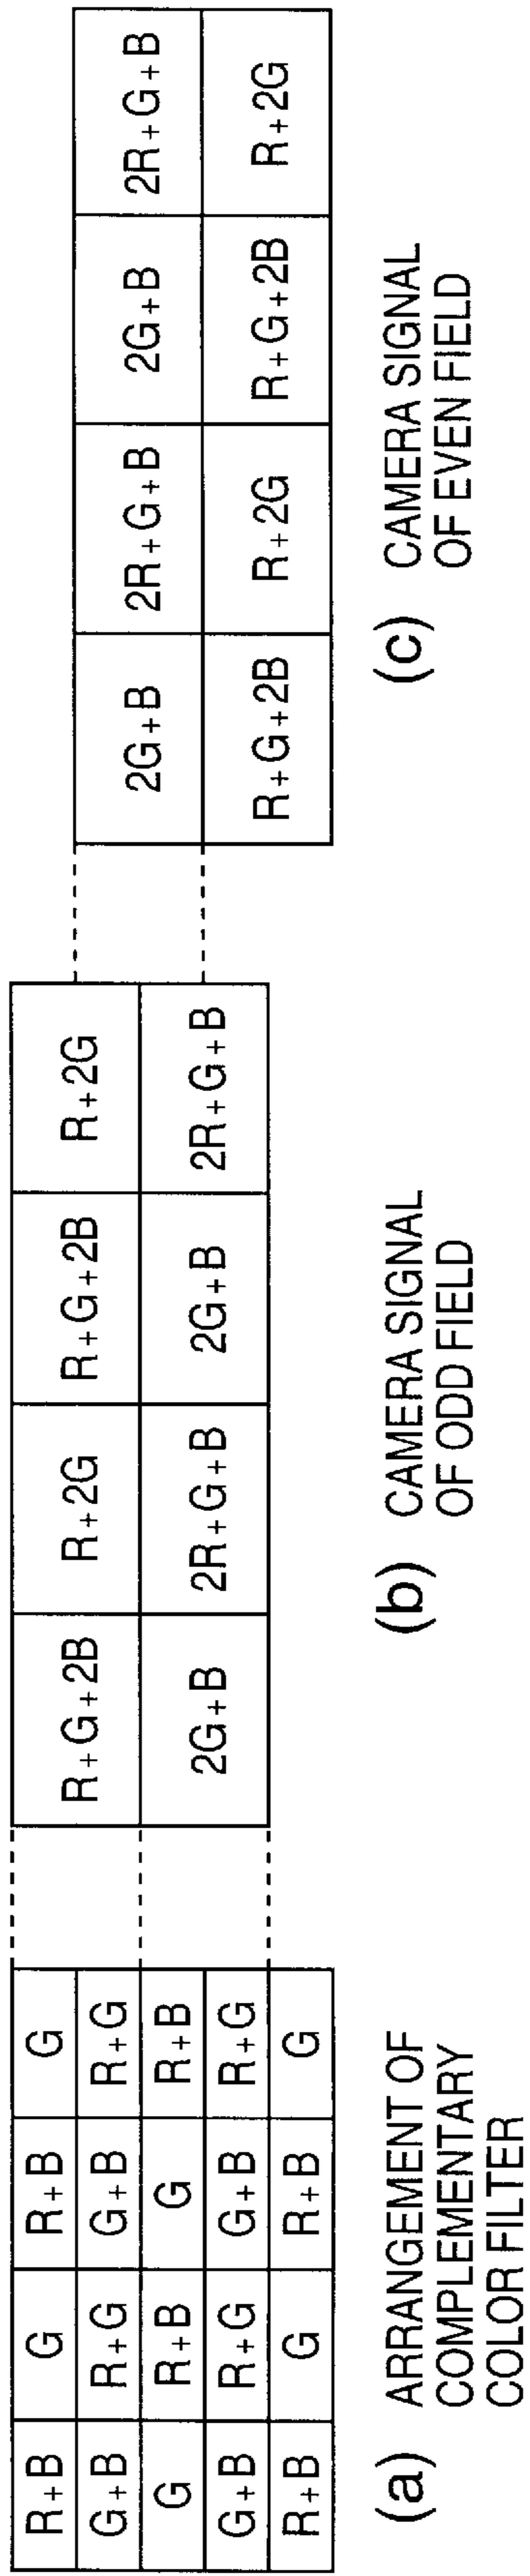 R+B G R+B G
G+B R+G G+B R+G
G R+B G R+B
G+B R+G G+B R+G
R+B G R+B G
(a) ARRANGEMENT OF
COMPLEMENTARY
COLOR FILTER
R+G+2B R+2G R+G+2B R+2G
2G+B 2R+G+B 2G+B 2R+G+B
(b) CAMERA SIGNAL
OF ODD FIELD
2G+B 2R+G+B 2G+B 2R+G+B
R+G+2B R+2G R+G+2B R+2G
(c) CAMERA SIGNAL
OF EVEN FIELD